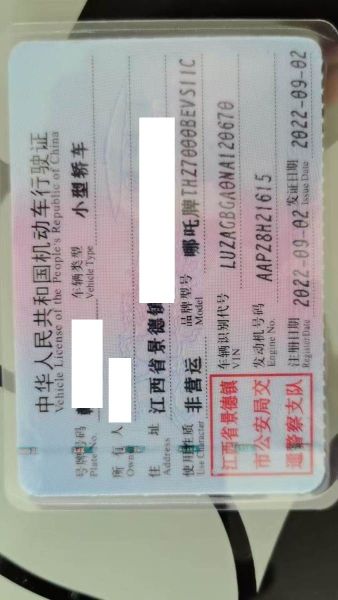 中华人民共和国机动车行驶证
Vehicle License of the People's Republic of China
号牌号码
Plate No.
车辆类型
Vehicle Type
小型轿车
所有人
Owner
住址
Address
江西省景德镇
使用性质
Use Character
非营运
品牌型号
Model
哪吒牌THZ7000BEVS11C
江西省景德镇
市公安局交
通警察支队
车辆识别代号
VIN
LUZAGBGA0NA120670
发动机号码
Engine No.
AAPZ8H21615
注册日期
Register Date
2022-09-02
发证日期
Issue Date
2022-09-02